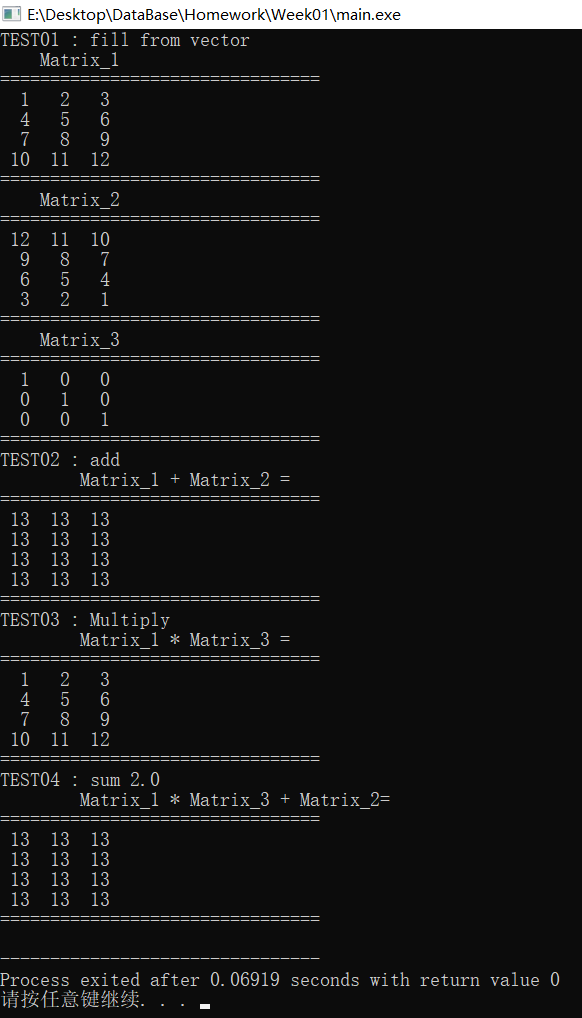 E:\Desktop\DataBase\Homework\Week01\main.exe
TEST01 : fill from vector
    Matrix_1
================================
  1   2   3
  4   5   6
  7   8   9
 10  11  12
================================
    Matrix_2
================================
 12  11  10
  9   8   7
  6   5   4
  3   2   1
================================
    Matrix_3
================================
  1   0   0
  0   1   0
  0   0   1
================================
TEST02 : add
        Matrix_1 + Matrix_2 =
================================
 13  13  13
 13  13  13
 13  13  13
 13  13  13
================================
TEST03 : Multiply
        Matrix_1 * Matrix_3 =
================================
  1   2   3
  4   5   6
  7   8   9
 10  11  12
================================
TEST04 : sum 2.0
        Matrix_1 * Matrix_3 + Matrix_2=
================================
 13  13  13
 13  13  13
 13  13  13
 13  13  13
================================
--------------------------------
Process exited after 0.06919 seconds with return value 0
请按任意键继续. . .